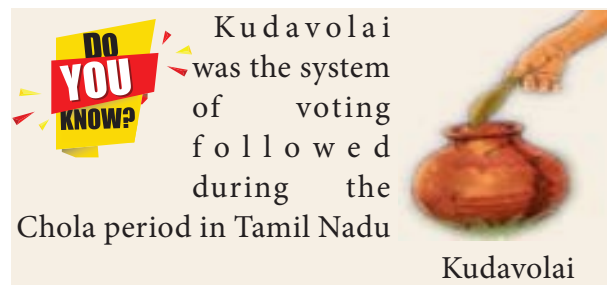 DO
YOU
KNOW?
Kudavolai
was the system
of voting
followed
during the
Chola period in Tamil Nadu
Kudavolai